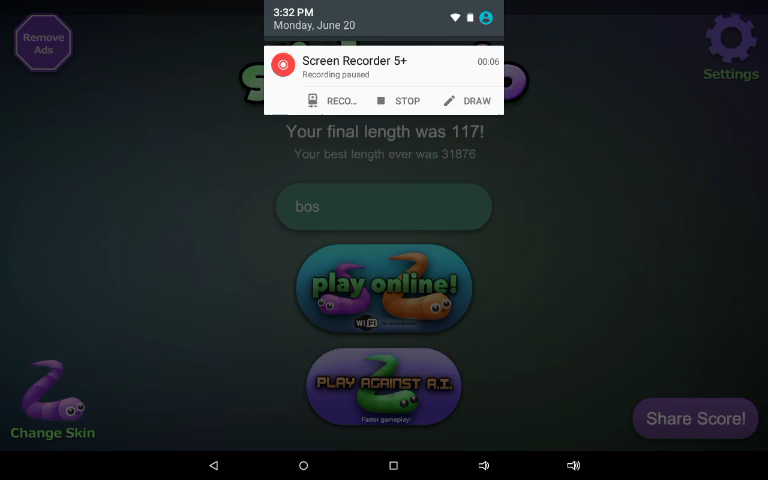 3:32 PM
Monday, June 20
Remove
Ads
Screen Recorder 5+
00:06
Recording paused
RECO...
STOP
DRAW
Settings
Your final length was 117!
Your best length ever was 31876
bos
play online!
WiFi
PLAY AGAINST A.I.
Faster gameplay!
Change Skin
Share Score!